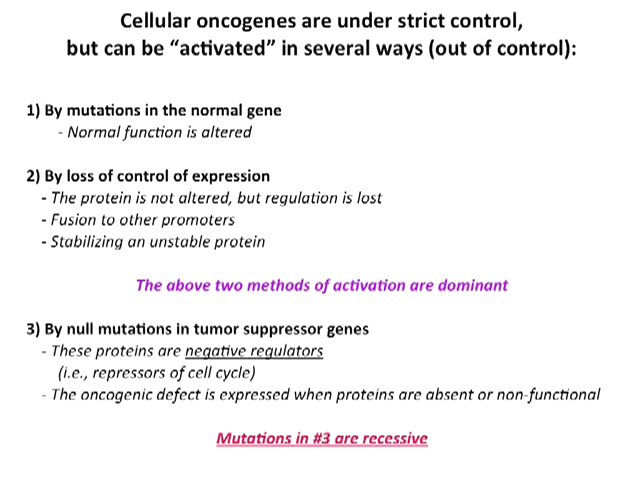 Cellular oncogenes are under strict control,
but can be “activated” in several ways (out of control):
1) By mutations in the normal gene
- Normal function is altered
2) By loss of control of expression
- The protein is not altered, but regulation is lost
- Fusion to other promoters
- Stabilizing an unstable protein
The above two methods of activation are dominant
3) By null mutations in tumor suppressor genes
- These proteins are negative regulators
(i.e., repressors of cell cycle)
- The oncogenic defect is expressed when proteins are absent or non-functional
Mutations in #3 are recessive